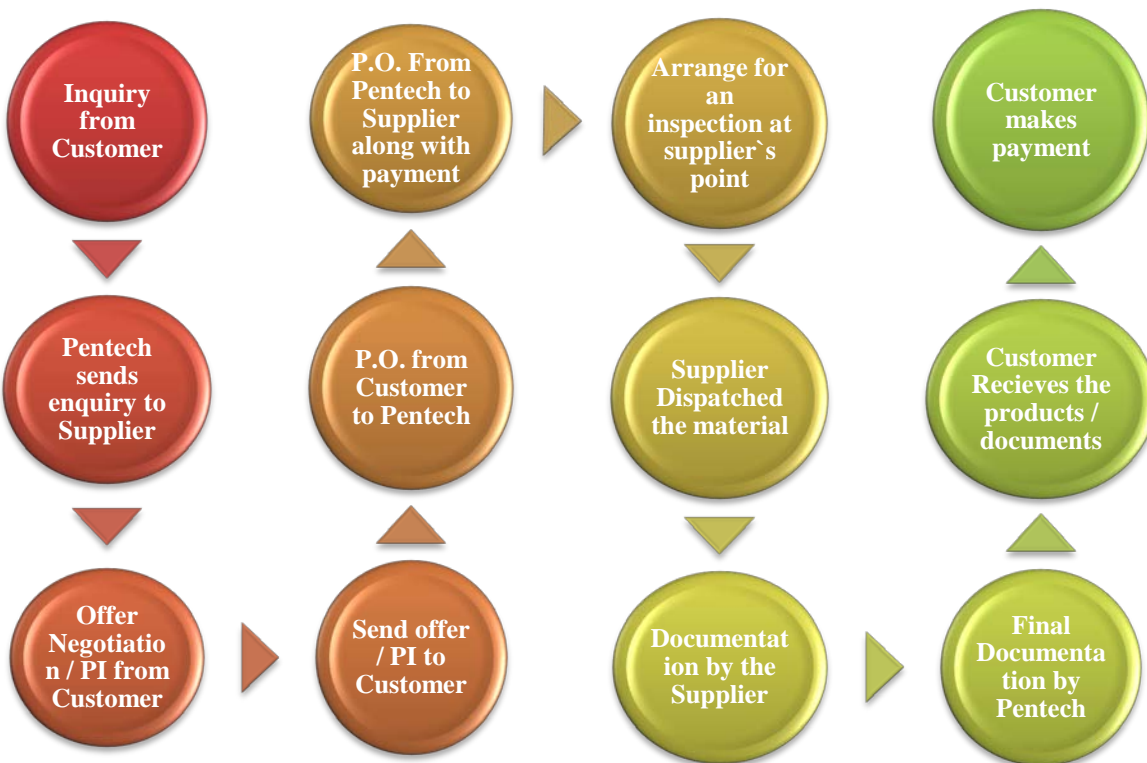 Inquiry
from
Customer
Pentech
sends
enquiry to
Supplier
Offer
Negotiatio
n / PI from
Customer
Send offer
/ PI to
Customer
P.O. from
Customer
to Pentech
P.O. From
Pentech to
Supplier
along with
payment
Arrange for
an
inspection at
supplier`s
point
Supplier
Dispatched
the material
Documentat
ion by the
Supplier
Final
Documenta
tion by
Pentech
Customer
Recieves the
products /
documents
Customer
makes
payment